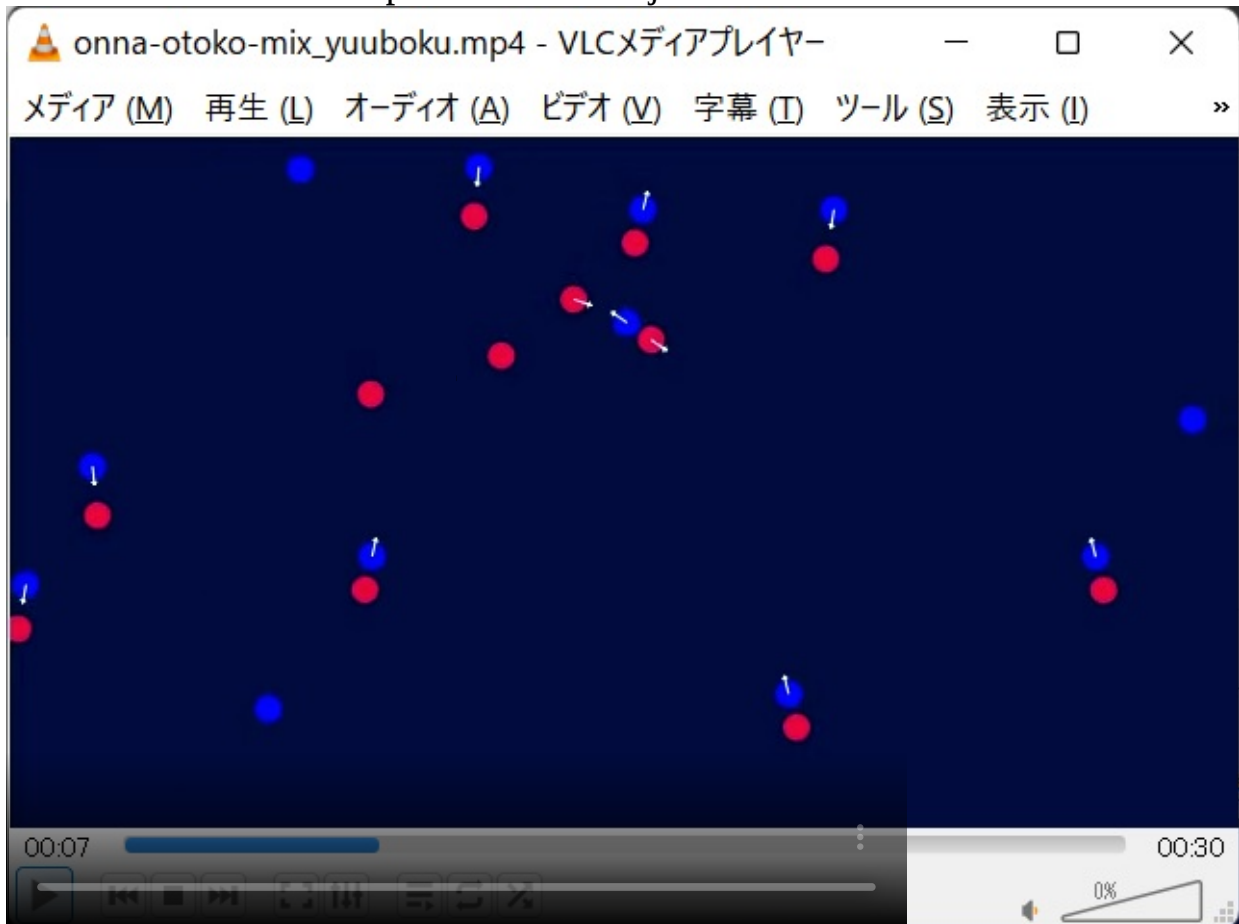 onna-otoko-mix_yuuboku.mp4 - VLCメディアプレイヤー
メディア (M) 再生 (L) オーディオ (A) ビデオ (V) 字幕 (T) ツール (S) 表示 (I) »
00:07 00:30
0%